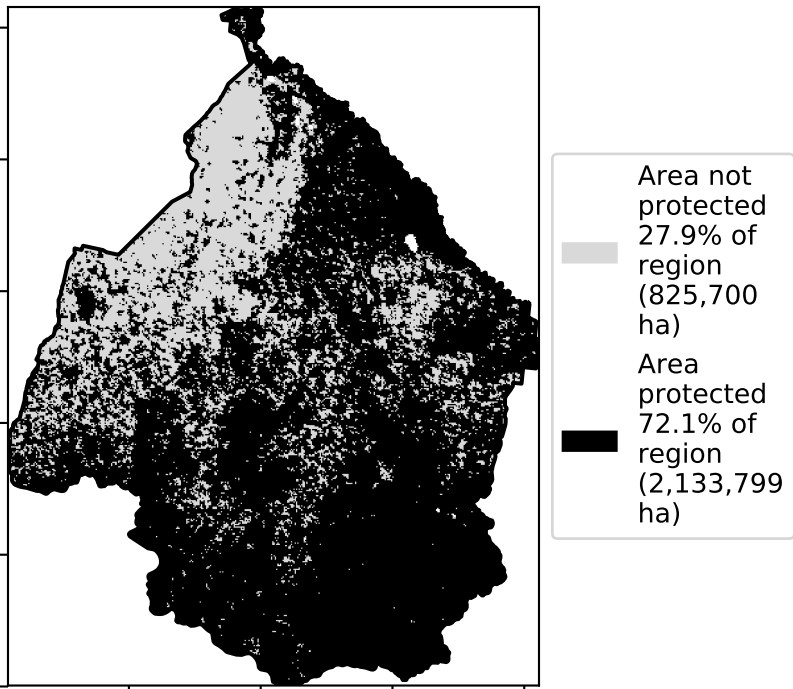 Area not
protected
27.9% of
region
(825,700
ha)
Area
protected
72.1% of
region
(2,133,799
ha)